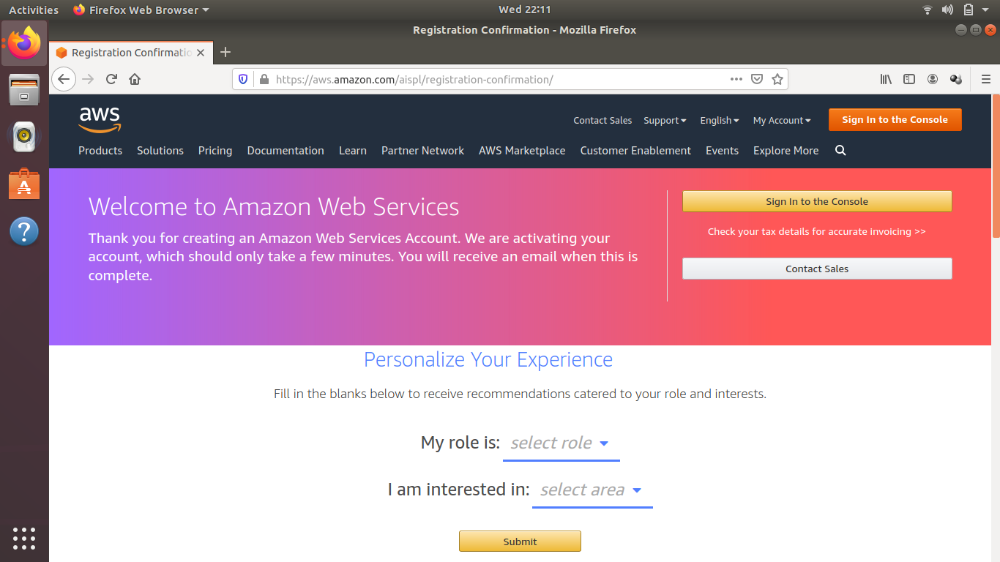 Activities Firefox Web Browser Wed 22:11
Registration Confirmation - Mozilla Firefox
Registration Confirmatio
https://aws.amazon.com/aispl/registration-confirmation/
aws
Contact Sales Support English My Account Sign In to the Console
Products Solutions Pricing Documentation Learn Partner Network AWS Marketplace Customer Enablement Events Explore More
Welcome to Amazon Web Services
Thank you for creating an Amazon Web Services Account. We are activating your
account, which should only take a few minutes. You will receive an email when this is
complete.
Sign In to the Console
Check your tax details for accurate invoicing >>
Contact Sales
Personalize Your Experience
Fill in the blanks below to receive recommendations catered to your role and interests.
My role is: select role
I am interested in: select area
Submit